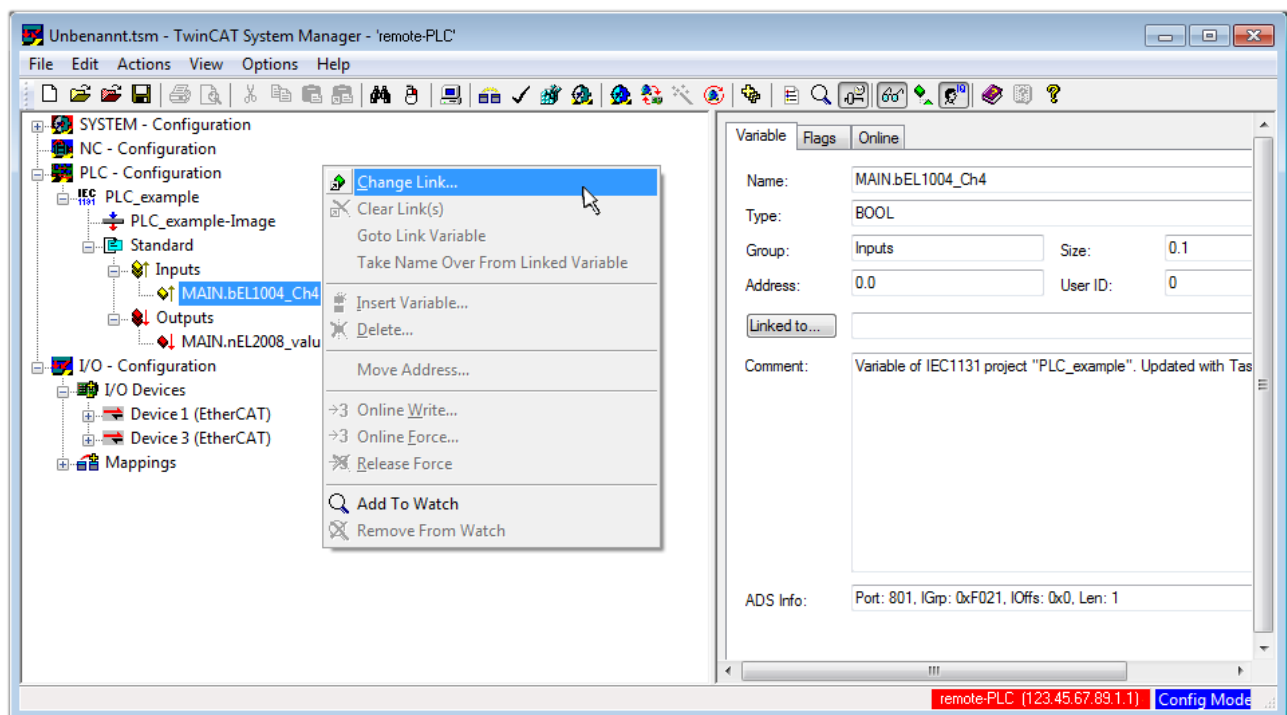 Unbenannt.tsm - TwinCAT System Manager - 'remote-PLC'
File Edit Actions View Options Help
SYSTEM - Configuration
NC - Configuration
PLC - Configuration
IEC
1131
PLC_example
PLC_example-Image
Standard
Inputs
MAIN.bEL1004_Ch4
Outputs
MAIN.nEL2008_valu
I/O - Configuration
I/O Devices
Device 1 (EtherCAT)
Device 3 (EtherCAT)
Mappings
Change Link...
Clear Link(s)
Goto Link Variable
Take Name Over From Linked Variable
Insert Variable...
Delete...
Move Address...
→3 Online Write...
→3 Online Force...
Release Force
Add To Watch
Remove From Watch
Variable Flags Online
Name: MAIN.bEL1004_Ch4
Type: BOOL
Group: Inputs Size: 0.1
Address: 0.0 User ID: 0
Linked to...
Comment: Variable of IEC1131 project "PLC_example". Updated with Tas
ADS Info: Port: 801, IGrp: 0xF021, IOffs: 0x0, Len: 1
remote-PLC (123.45.67.89.1.1) Config Mode